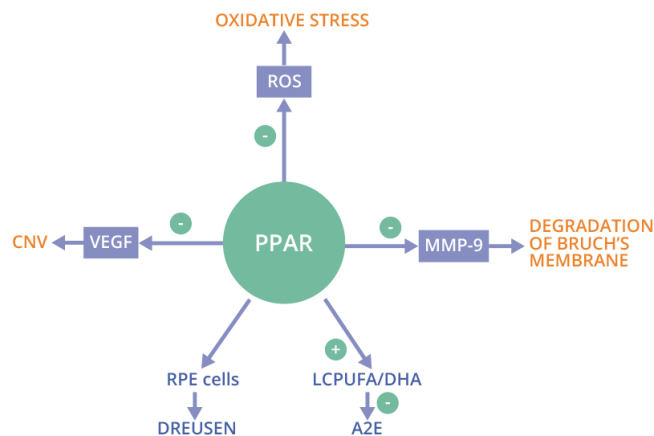 OXIDATIVE STRESS
ROS
-
-
-
CNV
VEGF
PPAR
MMP-9
DEGRADATION
OF BRUCH'S
MEMBRANE
+
RPE cells
LCPUFA/DHA
-
DREUSEN
A2E